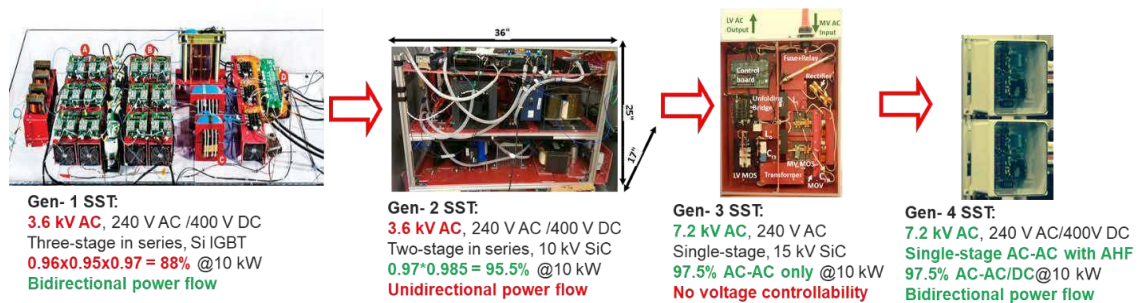 A
B
C
D
36"
25"
17"
LV AC
Output
MV AC
Input
Fuse+Relay
Control
board
Rectifier
Unfolding
Bridge
MV MOS
LV MOS
Transformer
MOV
Gen- 1 SST:
3.6 kV AC, 240 V AC /400 V DC
Three-stage in series, Si IGBT
0.96x0.95x0.97 = 88% @10 kW
Bidirectional power flow
Gen- 2 SST:
3.6 kV AC, 240 V AC /400 V DC
Two-stage in series, 10 kV SiC
0.97*0.985 = 95.5% @10 kW
Unidirectional power flow
Gen- 3 SST:
7.2 kV AC, 240 V AC
Single-stage, 15 kV SiC
97.5% AC-AC only @10 kW
No voltage controllability
Gen- 4 SST:
7.2 kV AC, 240 V AC/400V DC
Single-stage AC-AC with AHF
97.5% AC-AC/DC@10 kW
Bidirectional power flow